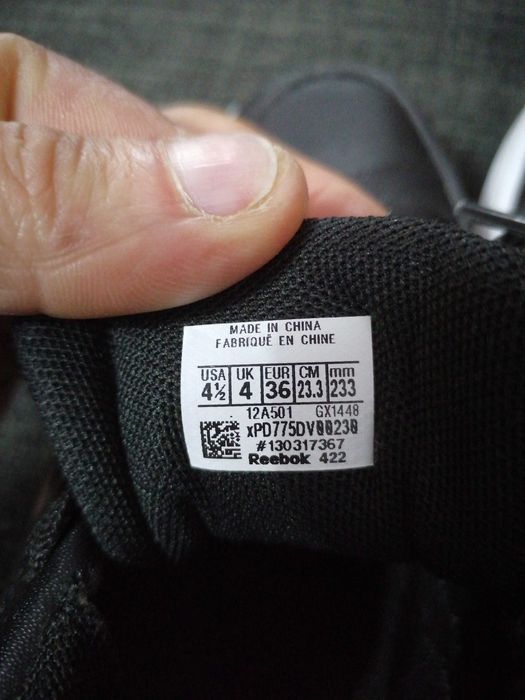 MADE IN CHINA
FABRIQUÉ EN CHINE
USA UK EUR CM mm
4½ 4 36 23.3 233
12A501 GX1448
xPD775DV00230
#130317367
Reebok 422